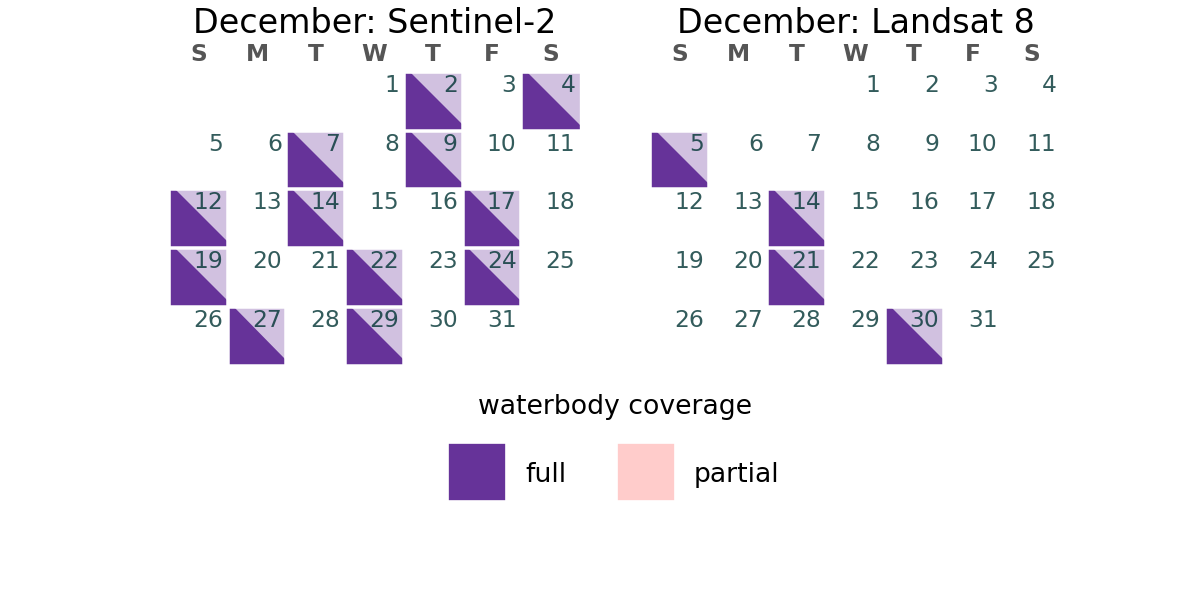 December: Sentinel-2
S M T W T F S
1 2 3 4
5 6 7 8 9 10 11
12 13 14 15 16 17 18
19 20 21 22 23 24 25
26 27 28 29 30 31
December: Landsat 8
S M T W T F S
1 2 3 4
5 6 7 8 9 10 11
12 13 14 15 16 17 18
19 20 21 22 23 24 25
26 27 28 29 30 31
waterbody coverage
full partial